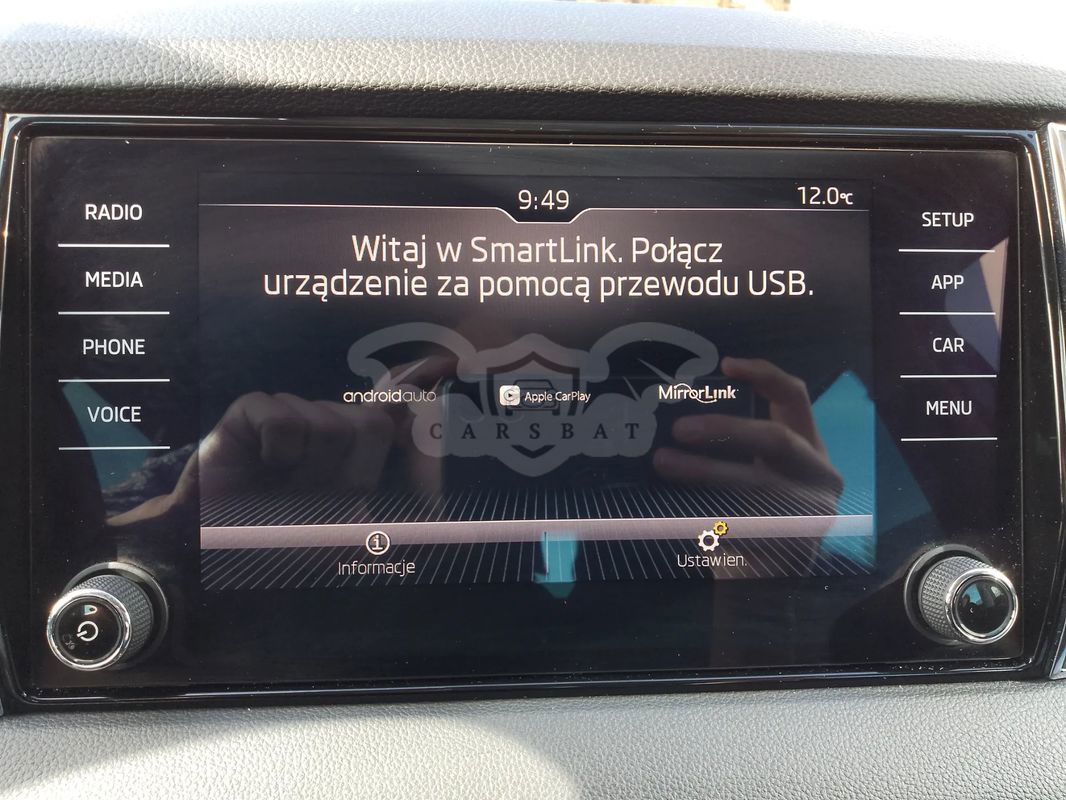 9:49
12.0°C
RADIO
MEDIA
PHONE
VOICE
Witaj w SmartLink. Połącz
urządzenie za pomocą przewodu USB.
androidauto
Apple CarPlay
MirrorLink
CARSBAT
Informacje
Ustawien.
SETUP
APP
CAR
MENU